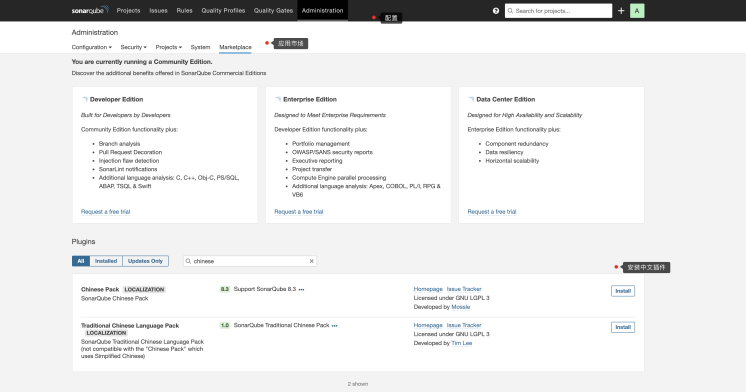 sonarqube Projects Issues Rules Quality Profiles Quality Gates Administration
配置
Search for projects...
A
Administration
Configuration Security Projects System Marketplace
应用市场
You are currently running a Community Edition.
Discover the additional benefits offered in SonarQube Commercial Editions
Developer Edition
Built for Developers by Developers
Community Edition functionality plus:
• Branch analysis
• Pull Request Decoration
• Injection flaw detection
• SonarLint notifications
• Additional language analysis: C, C++, Obj-C, PS/SQL,
ABAP, TSQL & Swift
Request a free trial
Enterprise Edition
Designed to Meet Enterprise Requirements
Developer Edition functionality plus:
• Portfolio management
• OWASP/SANS security reports
• Executive reporting
• Project transfer
• Compute Engine parallel processing
• Additional language analysis: Apex, COBOL, PL/I, RPG &
VB6
Request a free trial
Data Center Edition
Designed for High Availability and Scalability
Enterprise Edition functionality plus:
• Component redundancy
• Data resiliency
• Horizontal scalability
Request a free trial
Plugins
All Installed Updates Only
chinese
安装中文插件
Chinese Pack LOCALIZATION
SonarQube Chinese Pack
8.3 Support SonarQube 8.3 •••
Homepage Issue Tracker
Licensed under GNU LGPL 3
Developed by Mossle
Install
Traditional Chinese Language Pack
LOCALIZATION
SonarQube Traditional Chinese Language Pack
(not compatible with the "Chinese Pack" which
uses Simplified Chinese)
1.0 SonarQube Traditional Chinese Pack •••
Homepage Issue Tracker
Licensed under GNU LGPL 3
Developed by Tim Lee
Install
2 shown